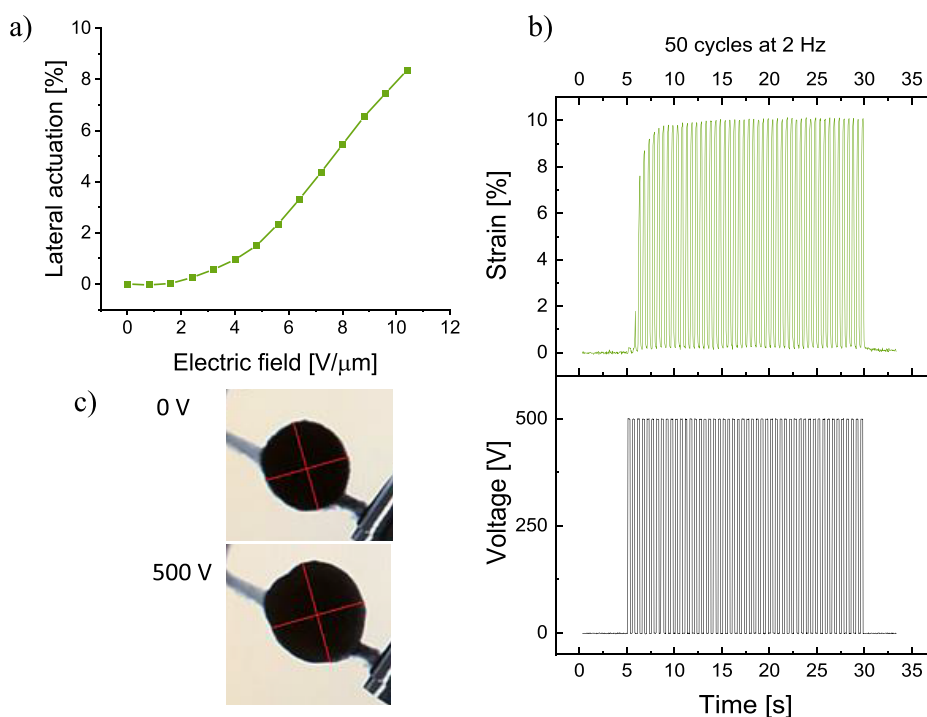 a)
10
8
6
4
2
0
Lateral actuation [%]
0 2 4 6 8 10 12
Electric field [V/μm]
b)
50 cycles at 2 Hz
0 5 10 15 20 25 30 35
10
8
6
4
2
0
Strain [%]
500
250
0
Voltage [V]
0 5 10 15 20 25 30 35
Time [s]
c)
0 V
500 V